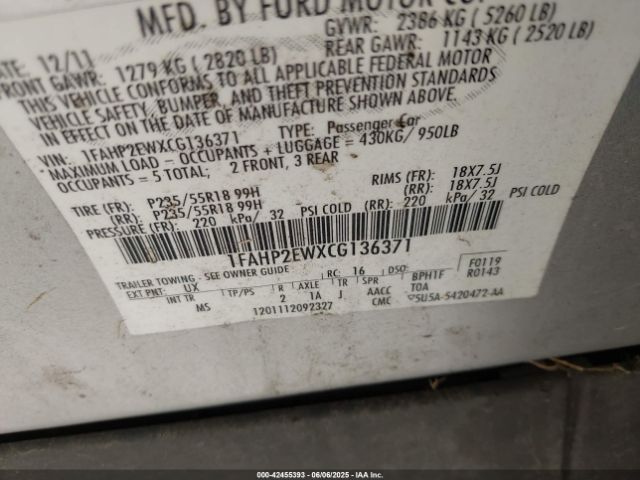 MFD. BY FORD MOTOR CO.
DATE: 12/11 GVWR: 2386 KG ( 5260 LB)
FRONT GAWR: 1279 KG ( 2820 LB) REAR GAWR: 1143 KG ( 2520 LB)
THIS VEHICLE CONFORMS TO ALL APPLICABLE FEDERAL MOTOR
VEHICLE SAFETY, BUMPER, AND THEFT PREVENTION STANDARDS
IN EFFECT ON THE DATE OF MANUFACTURE SHOWN ABOVE.
VIN: 1FAHP2EWXCG136371 TYPE: Passenger Car
* MAXIMUM LOAD – OCCUPANTS + LUGGAGE = 430KG/ 950LB
OCCUPANTS = 5 TOTAL; 2 FRONT, 3 REAR
TIRE (FR): P235/55R18 99H RIMS (FR): 18X7.5J
(RR): P235/55R18 99H (RR): 18X7.5J
PRESSURE (FR): 220 kPa/ 32 PSI COLD (RR): 220 kPa/ 32 PSI COLD
1FAHP2EWXCG136371
TRAILER TOWING - SEE OWNER GUIDE RC: 16 DSO: F0119
EXT PNT: UX R0143
INT TR TP/PS R AXLE TR SPR BPH1F
MS 2 1A J AACC TOA
1201112092327 CMC 5U5A-5420472-AA
000-42455393 - 06/06/2025 - IAA Inc.